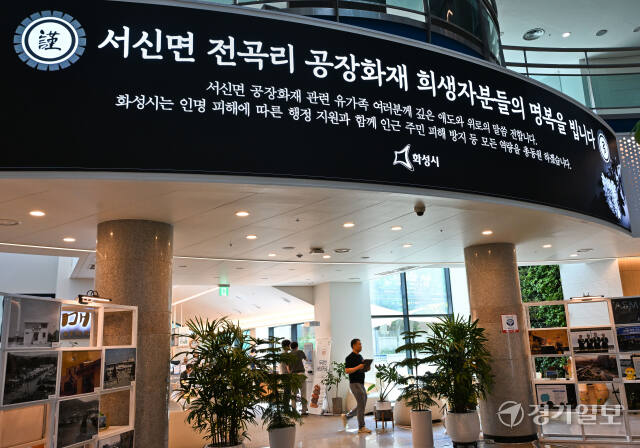 謹
서신면 전곡리 공장화재 희생자분들의 명복을 빕니다
서신면 공장화재 관련 유가족 여러분께 깊은 애도와 위로의 말씀 전합니다.
화성시는 인명 피해에 따른 행정 지원과 함께 인근 주민 피해 방지 등 모든 역량을 총동원 하겠습니다.
화성시
경기일보